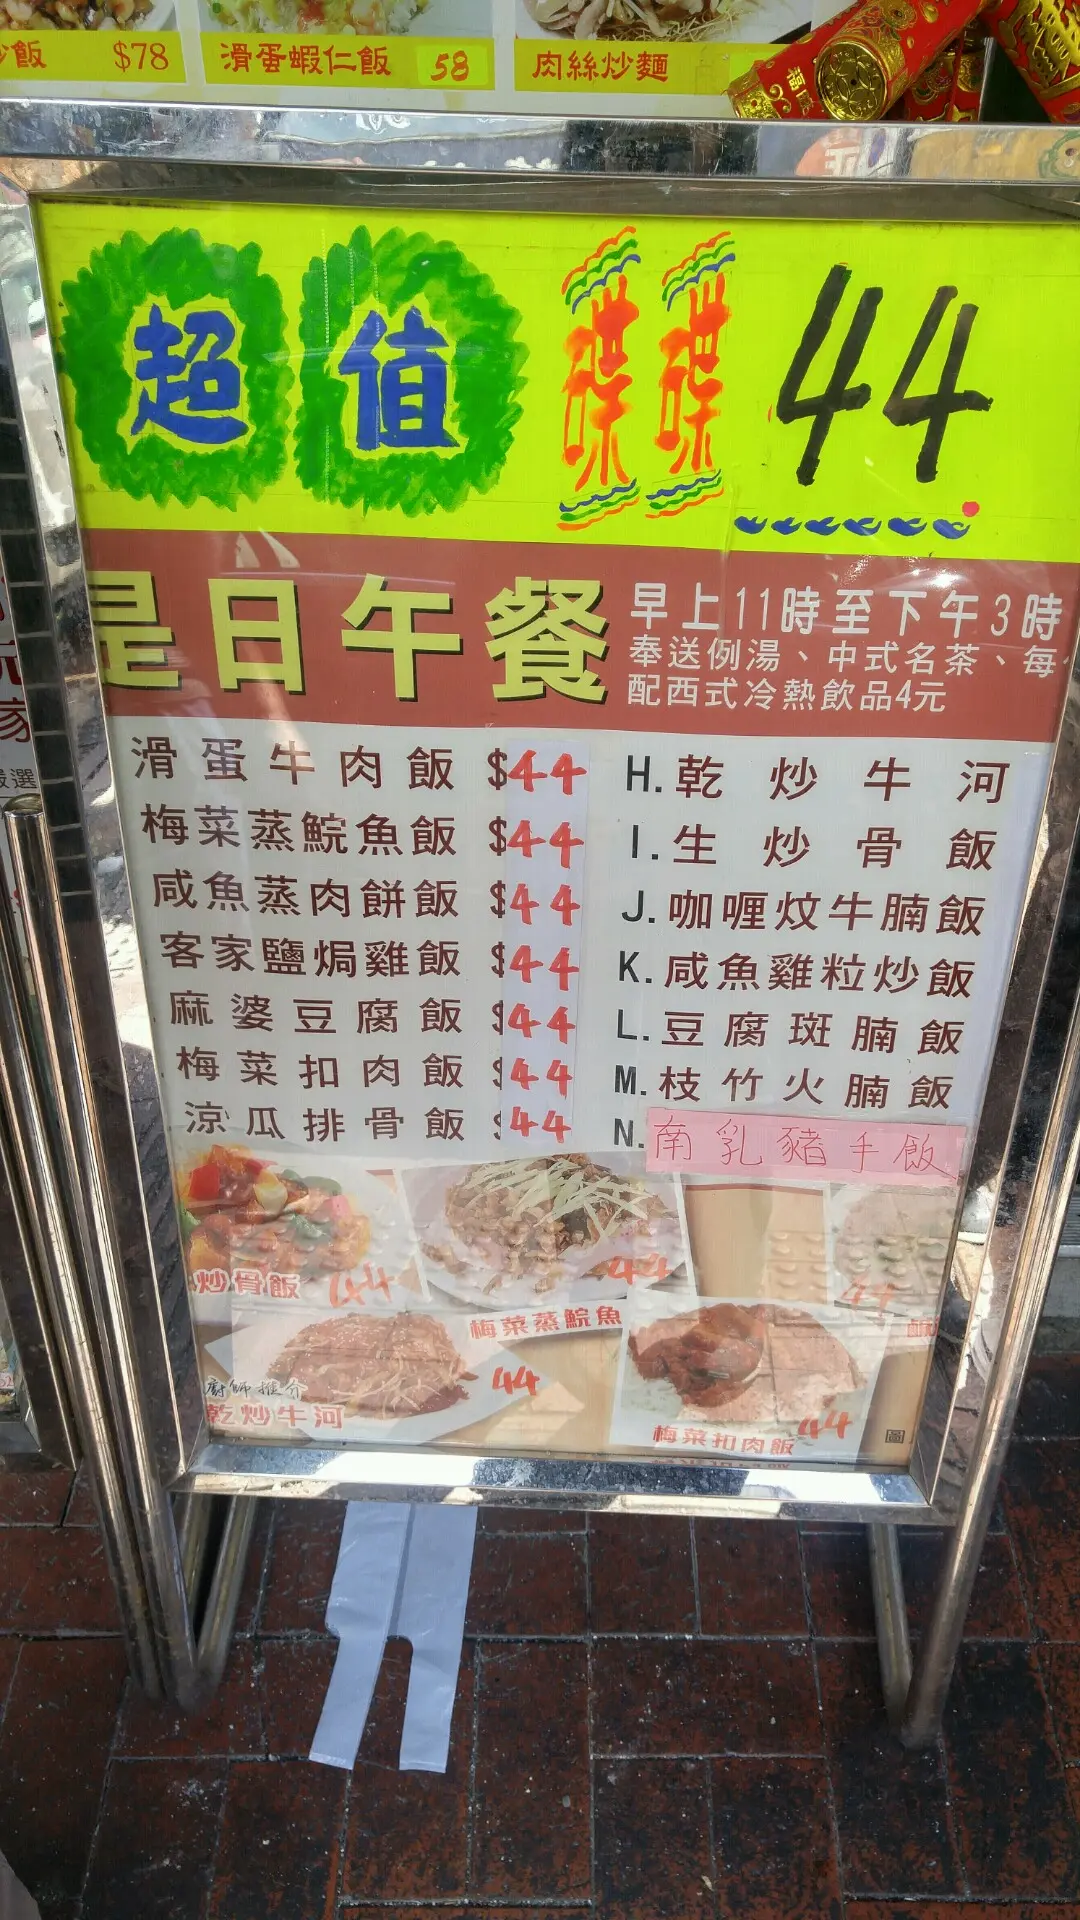 炒飯 $78
滑蛋蝦仁飯 58
肉絲炒麵
福
超值 碟碟 44
是日午餐
早上11時至下午3時
奉送例湯、中式名茶、每
配西式冷熱飲品4元
滑蛋牛肉飯 $44
梅菜蒸鯇魚飯 $44
咸魚蒸肉餅飯 $44
客家鹽焗雞飯 $44
麻婆豆腐飯 $44
梅菜扣肉飯 $44
涼瓜排骨飯 $44
H.乾炒牛河
I.生炒骨飯
J.咖喱炆牛腩飯
K.咸魚雞粒炒飯
L.豆腐斑腩飯
M.枝竹火腩飯
N.南乳豬手飯
炒骨飯 44
44
梅菜蒸鯇魚
44
廚師推介
乾炒牛河
44
梅菜扣肉飯 44
圖